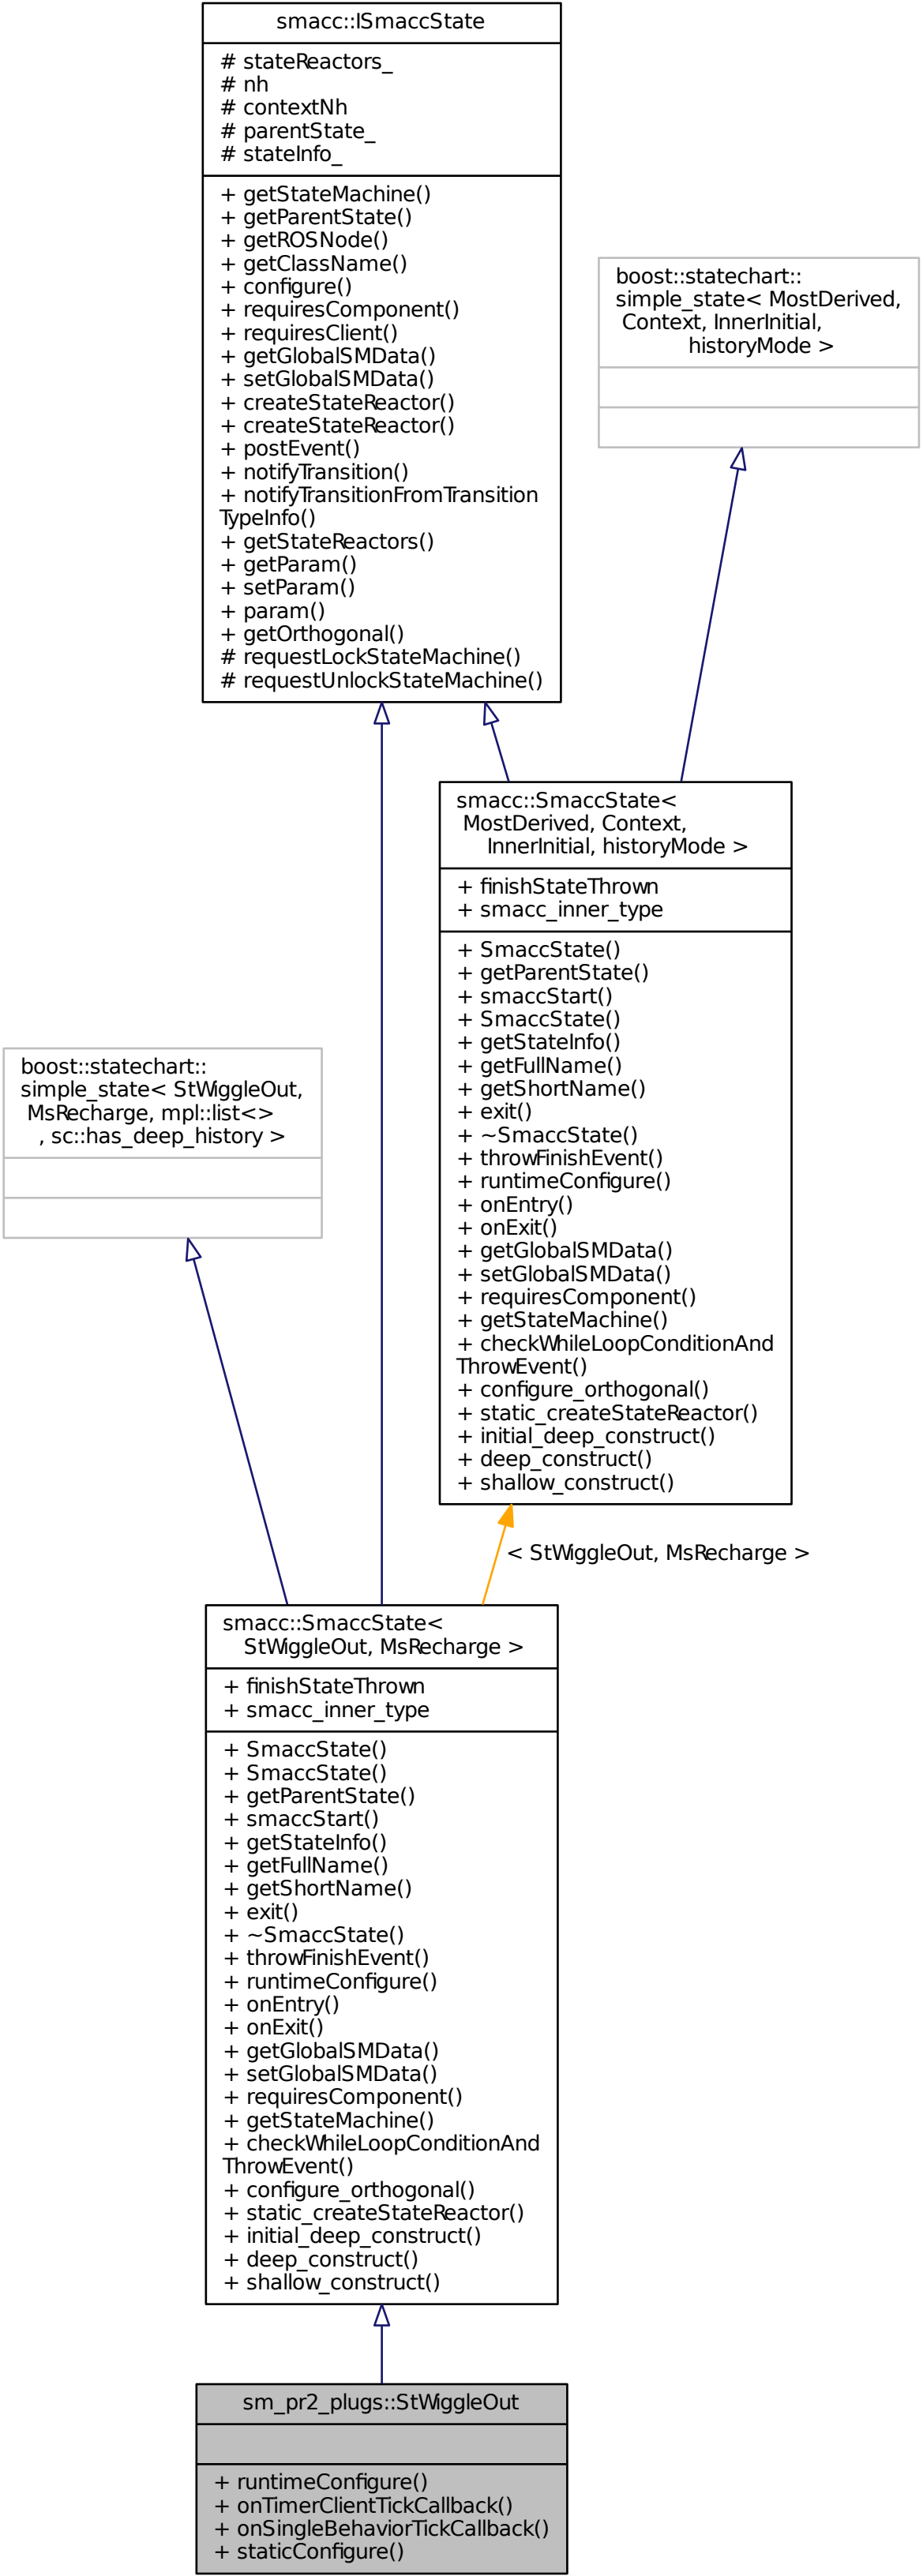 smacc::ISmaccState
# stateReactors_
# nh
# contextNh
# parentState_
# stateInfo_
+ getStateMachine()
+ getParentState()
+ getROSNode()
+ getClassName()
+ configure()
+ requiresComponent()
+ requiresClient()
+ getGlobalSMData()
+ setGlobalSMData()
+ createStateReactor()
+ createStateReactor()
+ postEvent()
+ notifyTransition()
+ notifyTransitionFromTransition
TypeInfo()
+ getStateReactors()
+ getParam()
+ setParam()
+ param()
+ getOrthogonal()
# requestLockStateMachine()
# requestUnlockStateMachine()
boost::statechart::
simple_state< MostDerived,
Context, InnerInitial,
historyMode >
smacc::SmaccState<
MostDerived, Context,
InnerInitial, historyMode >
+ finishStateThrown
+ smacc_inner_type
+ SmaccState()
+ getParentState()
+ smaccStart()
+ SmaccState()
+ getStateInfo()
+ getFullName()
+ getShortName()
+ exit()
+ ~SmaccState()
+ throwFinishEvent()
+ runtimeConfigure()
+ onEntry()
+ onExit()
+ getGlobalSMData()
+ setGlobalSMData()
+ requiresComponent()
+ getStateMachine()
+ checkWhileLoopConditionAnd
ThrowEvent()
+ configure_orthogonal()
+ static_createStateReactor()
+ initial_deep_construct()
+ deep_construct()
+ shallow_construct()
boost::statechart::
simple_state< StWiggleOut,
MsRecharge, mpl::list<>
, sc::has_deep_history >
< StWiggleOut, MsRecharge >
smacc::SmaccState<
StWiggleOut, MsRecharge >
+ finishStateThrown
+ smacc_inner_type
+ SmaccState()
+ SmaccState()
+ getParentState()
+ smaccStart()
+ getStateInfo()
+ getFullName()
+ getShortName()
+ exit()
+ ~SmaccState()
+ throwFinishEvent()
+ runtimeConfigure()
+ onEntry()
+ onExit()
+ getGlobalSMData()
+ setGlobalSMData()
+ requiresComponent()
+ getStateMachine()
+ checkWhileLoopConditionAnd
ThrowEvent()
+ configure_orthogonal()
+ static_createStateReactor()
+ initial_deep_construct()
+ deep_construct()
+ shallow_construct()
sm_pr2_plugs::StWiggleOut
+ runtimeConfigure()
+ onTimerClientTickCallback()
+ onSingleBehaviorTickCallback()
+ staticConfigure()